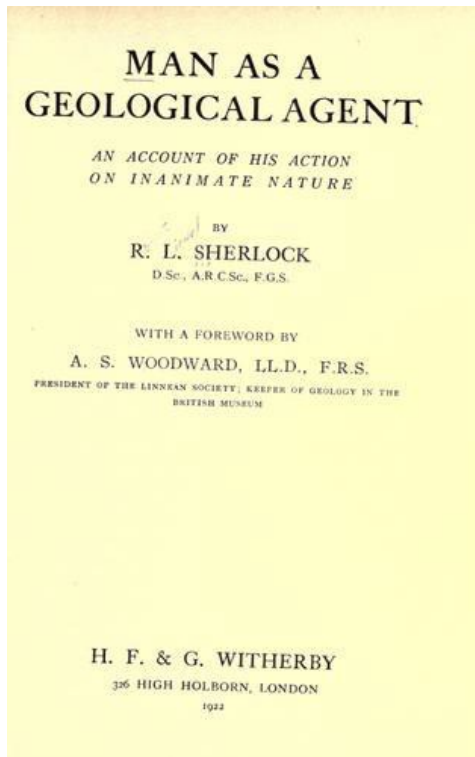 MAN AS A
GEOLOGICAL AGENT
AN ACCOUNT OF HIS ACTION
ON INANIMATE NATURE
BY
R. L. SHERLOCK
D.Sc., A.R.C.Sc., F.G.S.
WITH A FOREWORD BY
A. S. WOODWARD, LL.D., F.R.S.
PRESIDENT OF THE LINNEAN SOCIETY; KEEPER OF GEOLOGY IN THE
BRITISH MUSEUM
H. F. & G. WITHERBY
326 HIGH HOLBORN, LONDON
1922